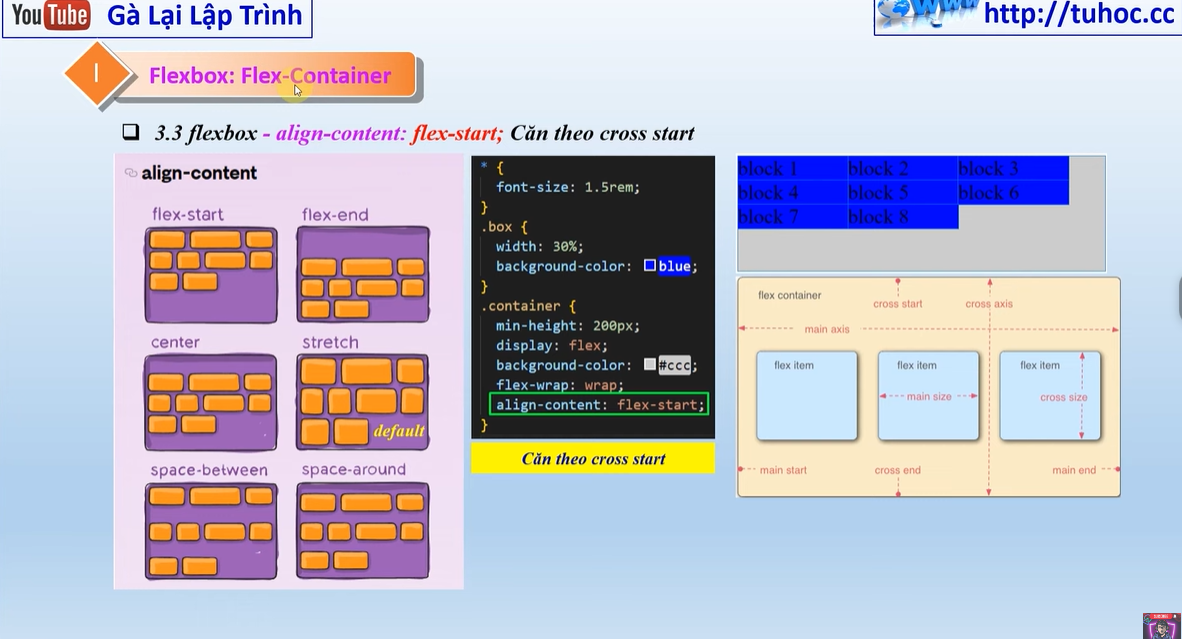 YouTube Gà Lại Lập Trình
http://tuhoc.cc
I
Flexbox: Flex-Container
3.3 flexbox - align-content: flex-start; Căn theo cross start
align-content
flex-start
flex-end
center
stretch
default
space-between
space-around
* {
font-size: 1.5rem;
}
.box {
width: 30%;
background-color: blue;
}
.container {
min-height: 200px;
display: flex;
background-color: #ccc;
flex-wrap: wrap;
align-content: flex-start;
}
Căn theo cross start
block 1 block 2 block 3
block 4 block 5 block 6
block 7 block 8
flex container
cross start
cross axis
main axis
flex item
flex item
flex item
main size
cross size
main start
cross end
main end